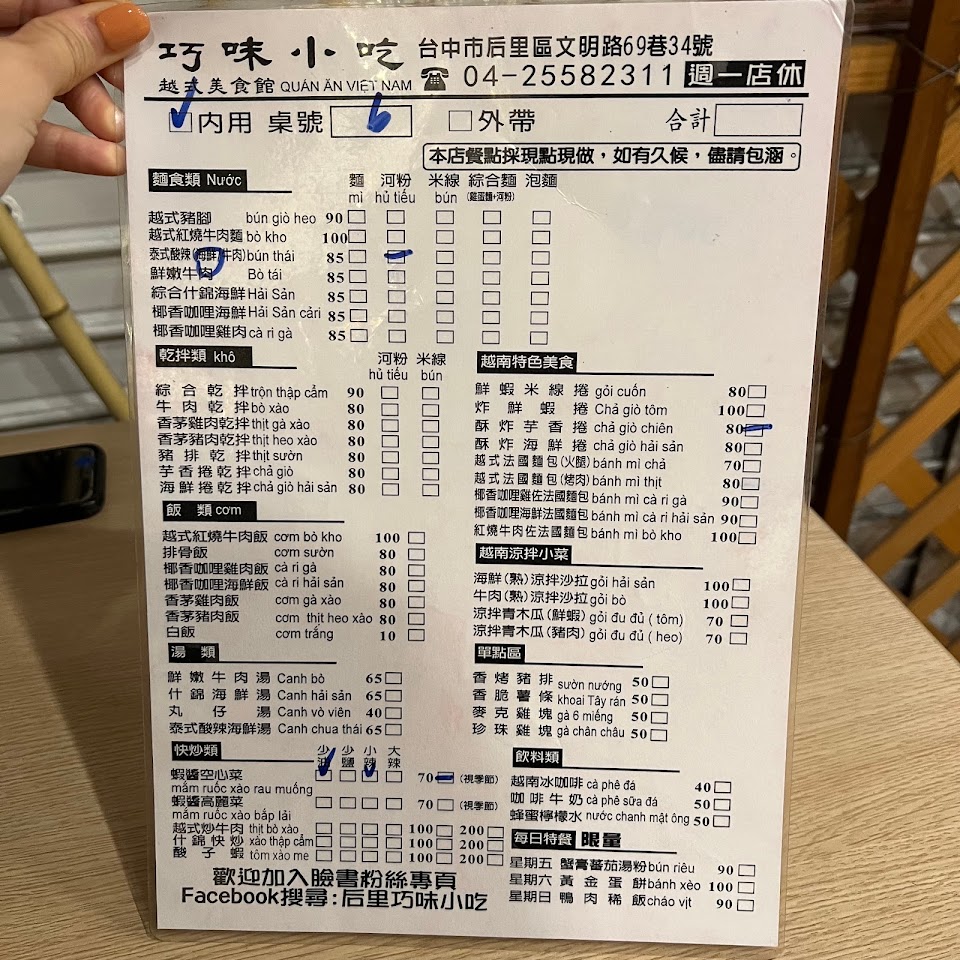 巧味小吃 台中市后里區文明路69巷34號
越式美食館 QUÁN ĂN VIỆT NAM ☎ 04-25582311 週一店休
內用 桌號 6 外帶 合計
本店餐點採現點現做，如有久候，儘請包涵。
麵食類 Nước 麵 河粉 米線 綜合麵 泡麵
mì hủ tiếu bún (雞蛋麵+河粉)
越式豬腳 bún giò heo 90
越式紅燒牛肉麵 bò kho 100
泰式酸辣(海鮮/牛肉) bún thái 85
鮮嫩牛肉 Bò tái 85
綜合什錦海鮮 Hải Sản 85
椰香咖哩海鮮 Hải Sản cải 85
椰香咖哩雞肉 cà ri gà 85
乾拌類 khô 河粉 米線
hủ tiếu bún
綜合乾拌 trộn thập cẩm 90
牛肉乾拌 bò xào 80
香茅雞肉乾拌 thịt gà xào 80
香茅豬肉乾拌 thịt heo xào 80
豬排乾拌 thịt sườn 80
芋香捲乾拌 chả giò 80
海鮮捲乾拌 chả giò hải sản 80
飯類 cơm
越式紅燒牛肉飯 cơm bò kho 100
排骨飯 cơm sườn 80
椰香咖哩雞肉飯 cà ri gà 80
椰香咖哩海鮮飯 cà ri hải sản 80
香茅雞肉飯 cơm gà xào 80
香茅豬肉飯 cơm thịt heo xào 80
白飯 cơm trắng 10
湯類
鮮嫩牛肉湯 Canh bò 65
什錦海鮮湯 Canh hải sản 65
丸仔湯 Canh vò viên 40
泰式酸辣海鮮湯 Canh chua thái 65
快炒類 少油 少鹽 小辣 大辣
蝦醬空心菜 70 (視季節)
mắm ruốc xào rau muống
蝦醬高麗菜 70 (視季節)
mắm ruốc xào bắp lải
越式炒牛肉 thịt bò xào 100 200
什錦快炒 xáo thập cẩm 100 200
酸子蝦 tôm xào me 100 200
歡迎加入臉書粉絲專頁
Facebook搜尋:后里巧味小吃
越南特色美食
鮮蝦米線捲 gỏi cuốn 80
炸鮮蝦捲 Chả giò tôm 100
酥炸芋香捲 chả giò chiên 80
酥炸海鮮捲 chả giò hải sản 80
越式法國麵包(火腿) bánh mì chả 70
越式法國麵包(烤肉) bánh mì thịt 80
椰香咖哩雞佐法國麵包 bánh mì cà ri gà 90
椰香咖哩海鮮法國麵包 bánh mì cà ri hải sản 90
紅燒牛肉佐法國麵包 bánh mì bò kho 100
越南涼拌小菜
海鮮(熟)涼拌沙拉 gỏi hải sản 100
牛肉(熟)涼拌沙拉 gỏi bò 100
涼拌青木瓜(鮮蝦) gỏi đu đủ ( tôm) 70
涼拌青木瓜(豬肉) gỏi đu đủ ( heo) 70
單點區
香烤豬排 sườn nướng 50
香脆薯條 khoai Tây rán 50
麥克雞塊 gà 6 miếng 50
珍珠雞塊 gà chân châu 50
飲料類
越南冰咖啡 cà phê đá 40
咖啡牛奶 cà phê sữa đá 50
蜂蜜檸檬水 nước chanh mật ông 50
每日特餐 限量
星期五 蟹膏蕃茄湯粉 bún riêu 90
星期六 黃金蛋餅 bánh xèo 100
星期日 鴨肉稀飯 cháo vịt 90